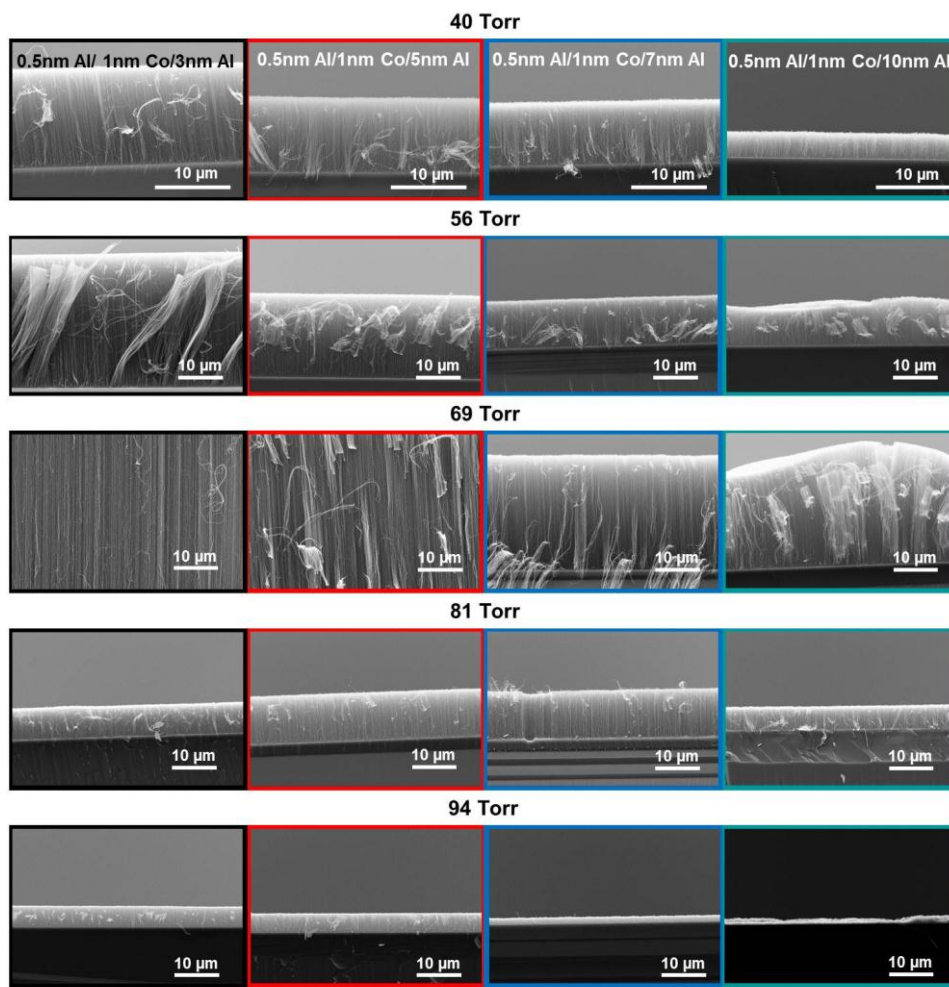 40 Torr
0.5nm Al/ 1nm Co/3nm Al
0.5nm Al/1nm Co/5nm Al
0.5nm Al/1nm Co/7nm Al
0.5nm Al/1nm Co/10nm Al
10 µm
10 µm
10 µm
10 µm
56 Torr
10 µm
10 µm
10 µm
10 µm
69 Torr
10 µm
10 µm
10 µm
10 µm
81 Torr
10 µm
10 µm
10 µm
10 µm
94 Torr
10 µm
10 µm
10 µm
10 µm